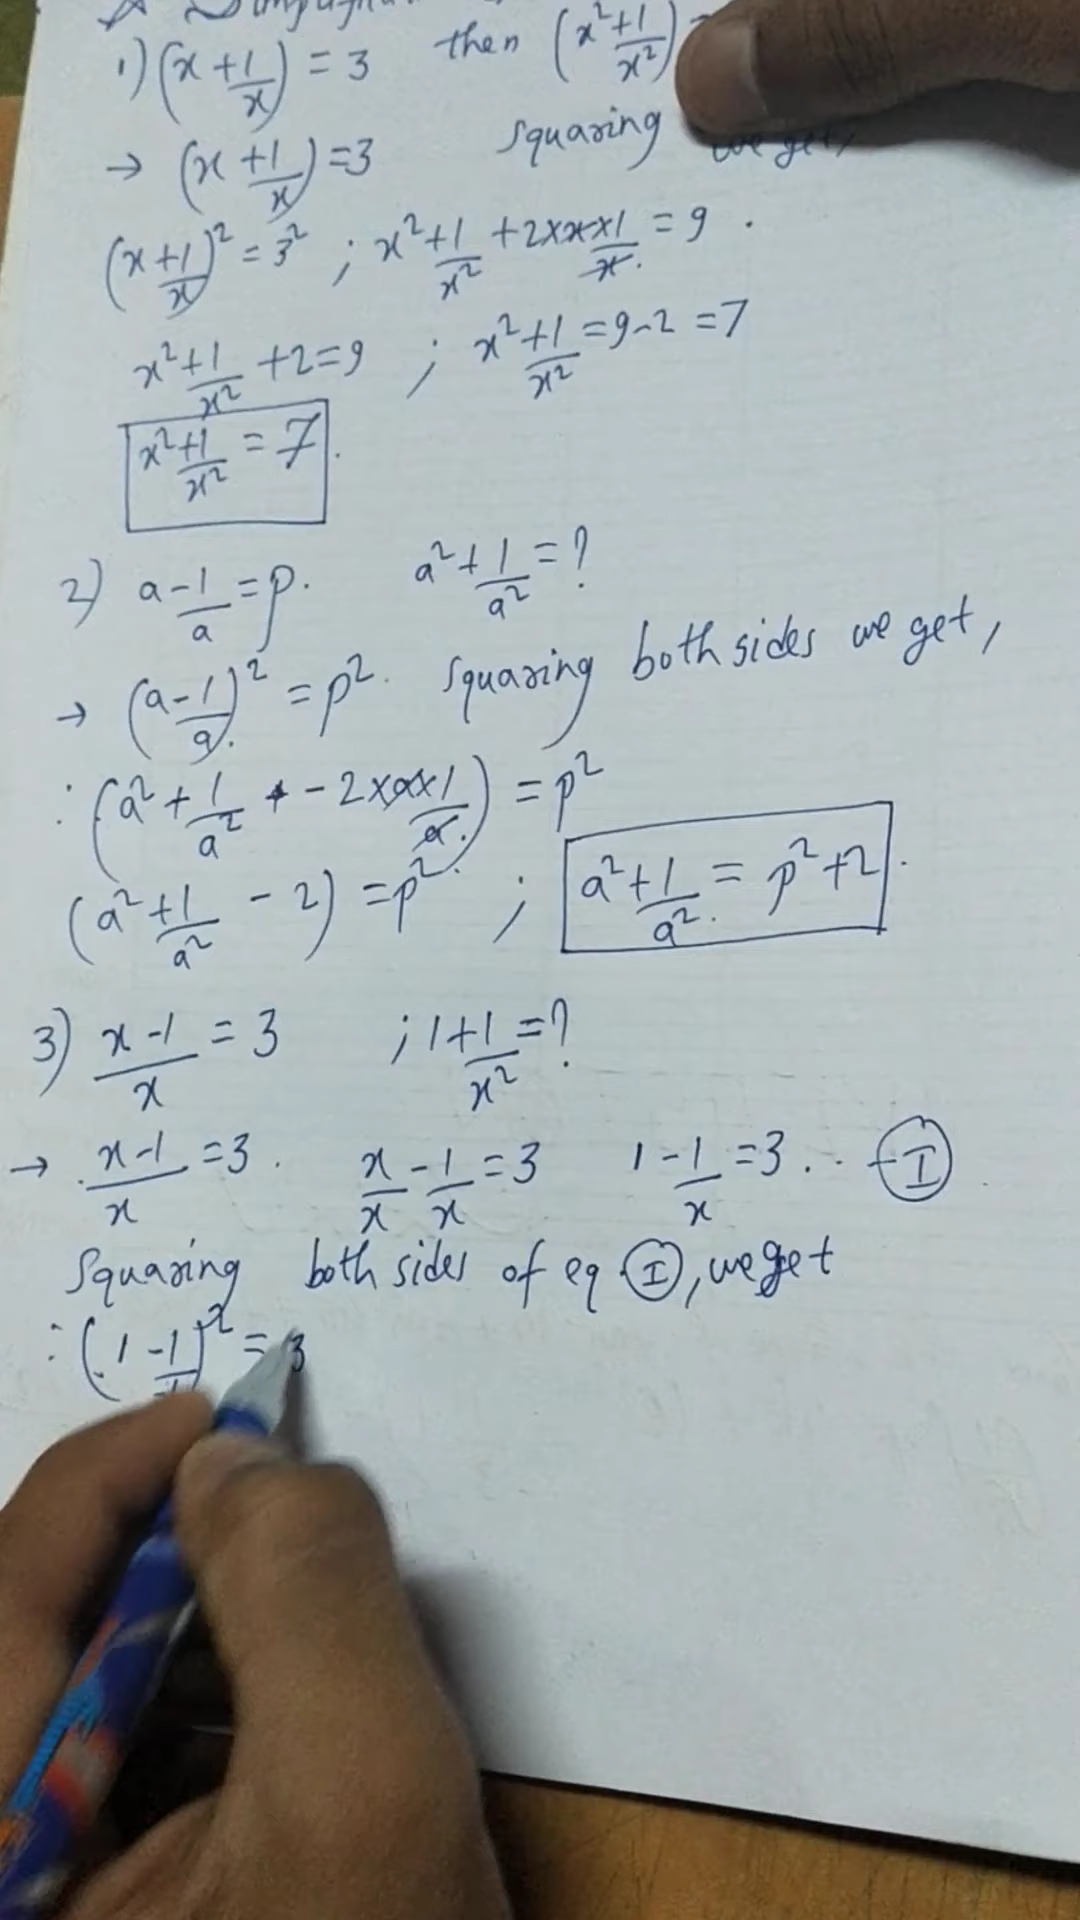 1) (x + 1/x) = 3 then (x² + 1/x²) =
→ (x + 1/x) = 3 Squaring we get,
(x + 1/x)² = 3² ; x² + 1/x² + 2 × x × 1/x = 9 .
x² + 1/x² + 2 = 9 ; x² + 1/x² = 9 - 2 = 7
x² + 1/x² = 7 .
2) a - 1/a = p. a² + 1/a² = ?
→ (a - 1/a)² = p². Squaring both sides we get,
: (a² + 1/a² - 2 × a × 1/a) = p²
(a² + 1/a² - 2) = p². ; a² + 1/a² = p² + 2 .
3) x - 1/x = 3 ; 1 + 1/x² = ?
→ x - 1/x = 3 . x/x - 1/x = 3 1 - 1/x = 3 . . - I
Squaring both sides of eq I, we get
: (1 - 1/)² = 3